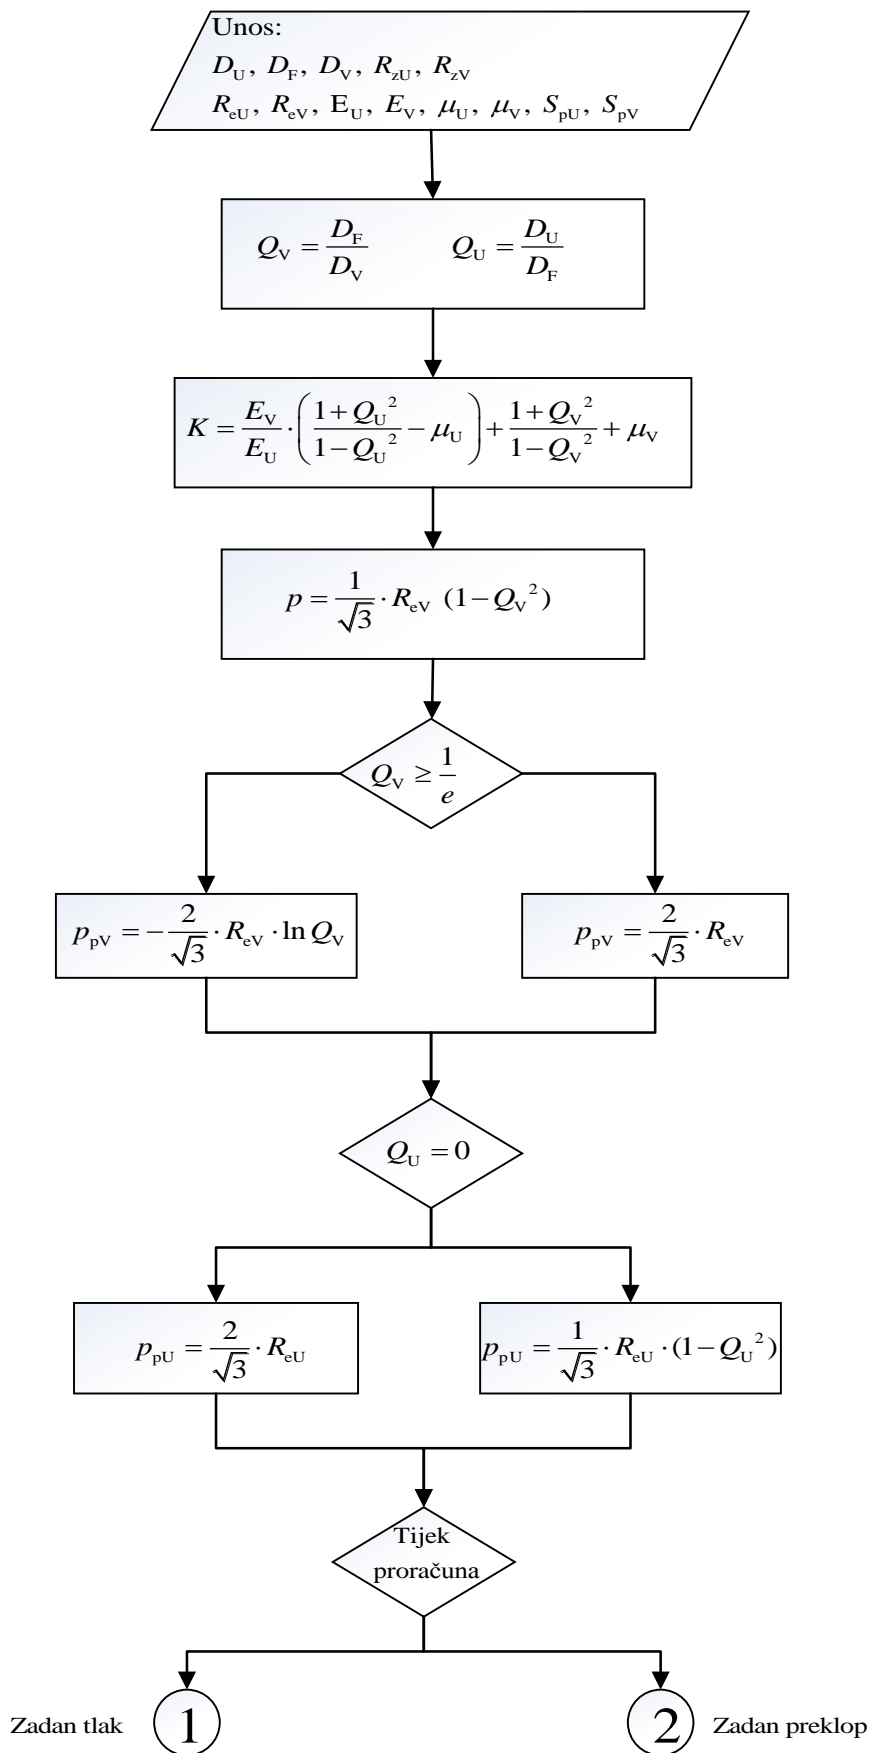 Unos:
D_U, D_F, D_V, R_zU, R_zV
R_eU, R_eV, E_U, E_V, μ_U, μ_V, S_pU, S_pV
Q_V = D_F / D_V Q_U = D_U / D_F
K = E_V / E_U · ( (1 + Q_U²) / (1 − Q_U²) − μ_U ) + (1 + Q_V²) / (1 − Q_V²) + μ_V
p = 1 / √3 · R_eV (1 − Q_V²)
Q_V ≥ 1 / e
p_pV = − 2 / √3 · R_eV · ln Q_V
p_pV = 2 / √3 · R_eV
Q_U = 0
p_pU = 2 / √3 · R_eU
p_pU = 1 / √3 · R_eU · (1 − Q_U²)
Tijek
proračuna
Zadan tlak 1
2 Zadan preklop